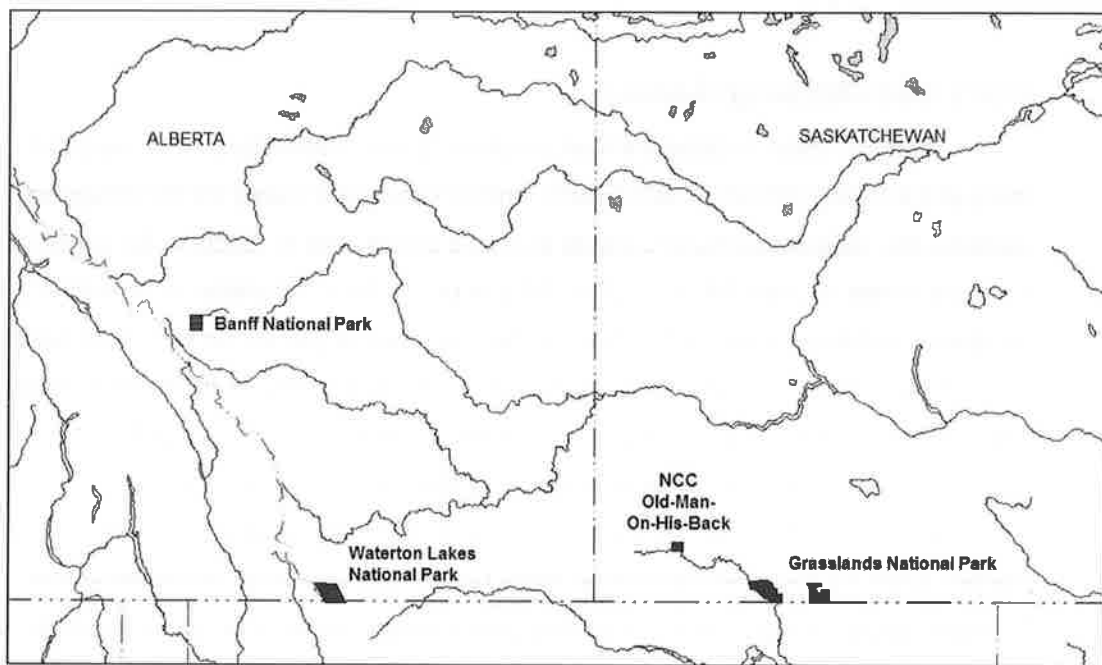 ALBERTA
SASKATCHEWAN
Banff National Park
NCC
Old-Man-
On-His-Back
Waterton Lakes
National Park
Grasslands National Park